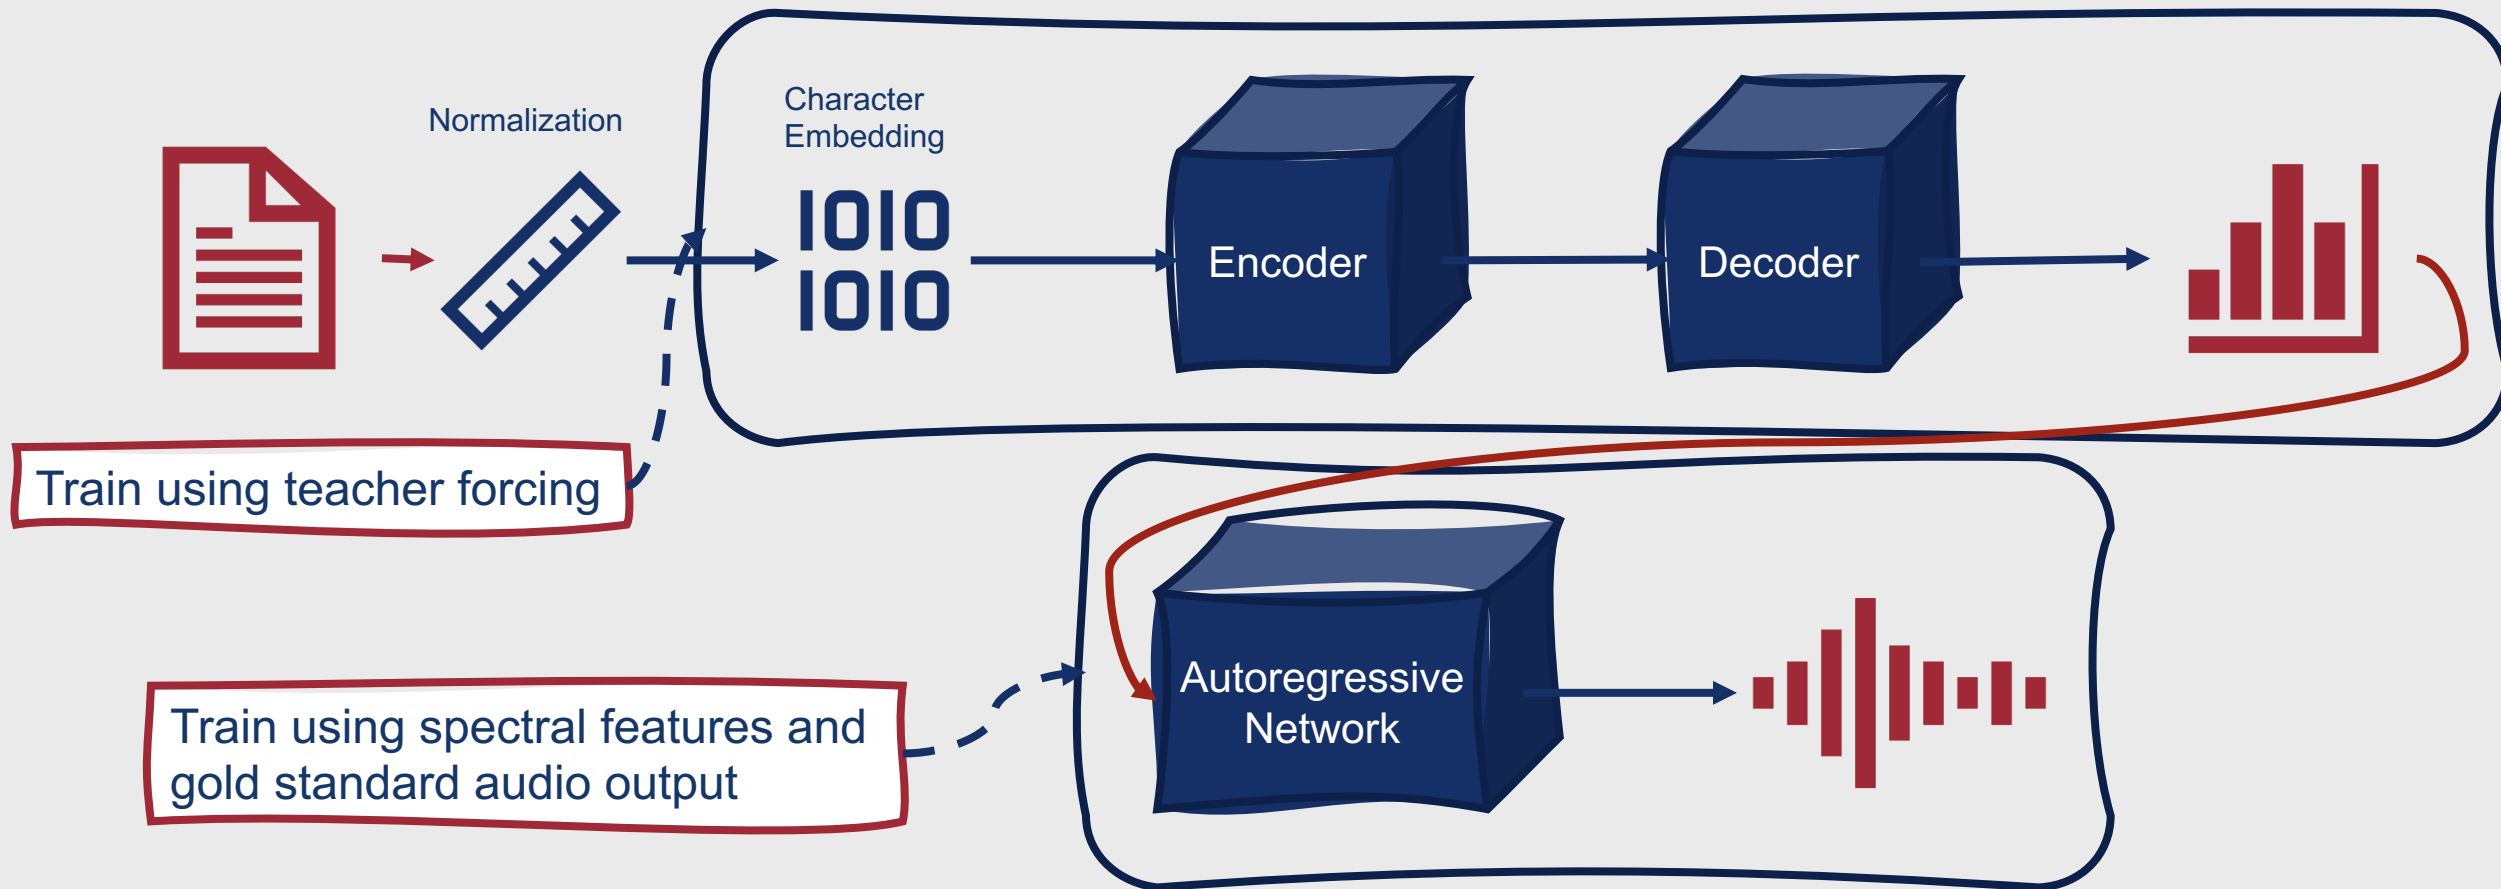 Normalization
Character
Embedding
1010
1010
Encoder
Decoder
Train using teacher forcing
Autoregressive
Network
Train using spectral features and
gold standard audio output